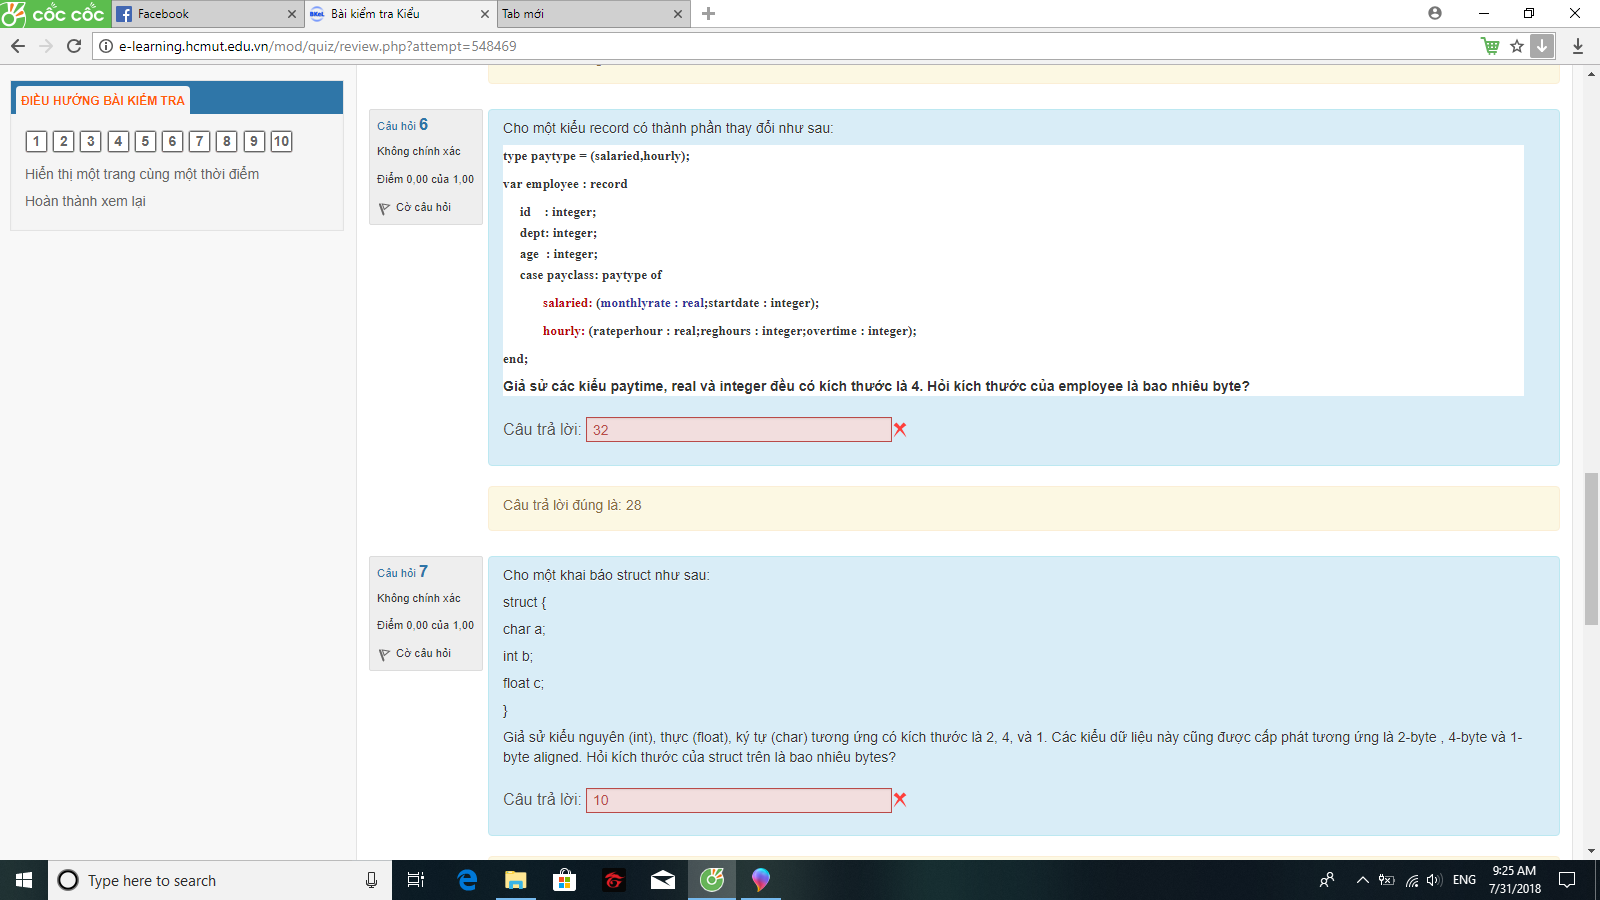 cốc cốc
Facebook
Bài kiểm tra Kiểu
Tab mới
e-learning.hcmut.edu.vn/mod/quiz/review.php?attempt=548469
ĐIỀU HƯỚNG BÀI KIỂM TRA
1 2 3 4 5 6 7 8 9 10
Hiển thị một trang cùng một thời điểm
Hoàn thành xem lại
Câu hỏi 6
Không chính xác
Điểm 0,00 của 1,00
Cờ câu hỏi
Cho một kiểu record có thành phần thay đổi như sau:
type paytype = (salaried,hourly);
var employee : record
id : integer;
dept: integer;
age : integer;
case payclass: paytype of
salaried: (monthlyrate : real;startdate : integer);
hourly: (rateperhour : real;reghours : integer;overtime : integer);
end;
Giả sử các kiểu paytime, real và integer đều có kích thước là 4. Hỏi kích thước của employee là bao nhiêu byte?
Câu trả lời: 32
Câu trả lời đúng là: 28
Câu hỏi 7
Không chính xác
Điểm 0,00 của 1,00
Cờ câu hỏi
Cho một khai báo struct như sau:
struct {
char a;
int b;
float c;
}
Giả sử kiểu nguyên (int), thực (float), ký tự (char) tương ứng có kích thước là 2, 4, và 1. Các kiểu dữ liệu này cũng được cấp phát tương ứng là 2-byte , 4-byte và 1-
byte aligned. Hỏi kích thước của struct trên là bao nhiêu bytes?
Câu trả lời: 10
Type here to search
ENG
9:25 AM
7/31/2018